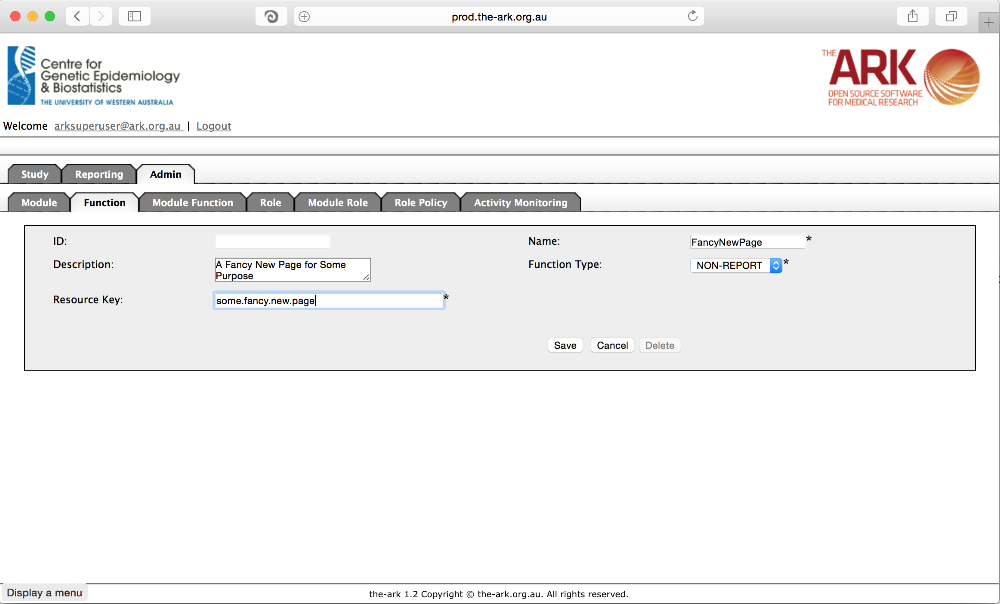 prod.the-ark.org.au
Centre for
Genetic Epidemiology
& Biostatistics
THE UNIVERSITY OF WESTERN AUSTRALIA
THE ARK
OPEN SOURCE SOFTWARE
FOR MEDICAL RESEARCH
Welcome arksuperuser@ark.org.au | Logout
Study Reporting Admin
Module Function Module Function Role Module Role Role Policy Activity Monitoring
ID: Name: FancyNewPage *
Description: A Fancy New Page for Some
Purpose
Function Type: NON-REPORT *
Resource Key: some.fancy.new.page *
Save Cancel Delete
Display a menu
the-ark 1.2 Copyright © the-ark.org.au. All rights reserved.